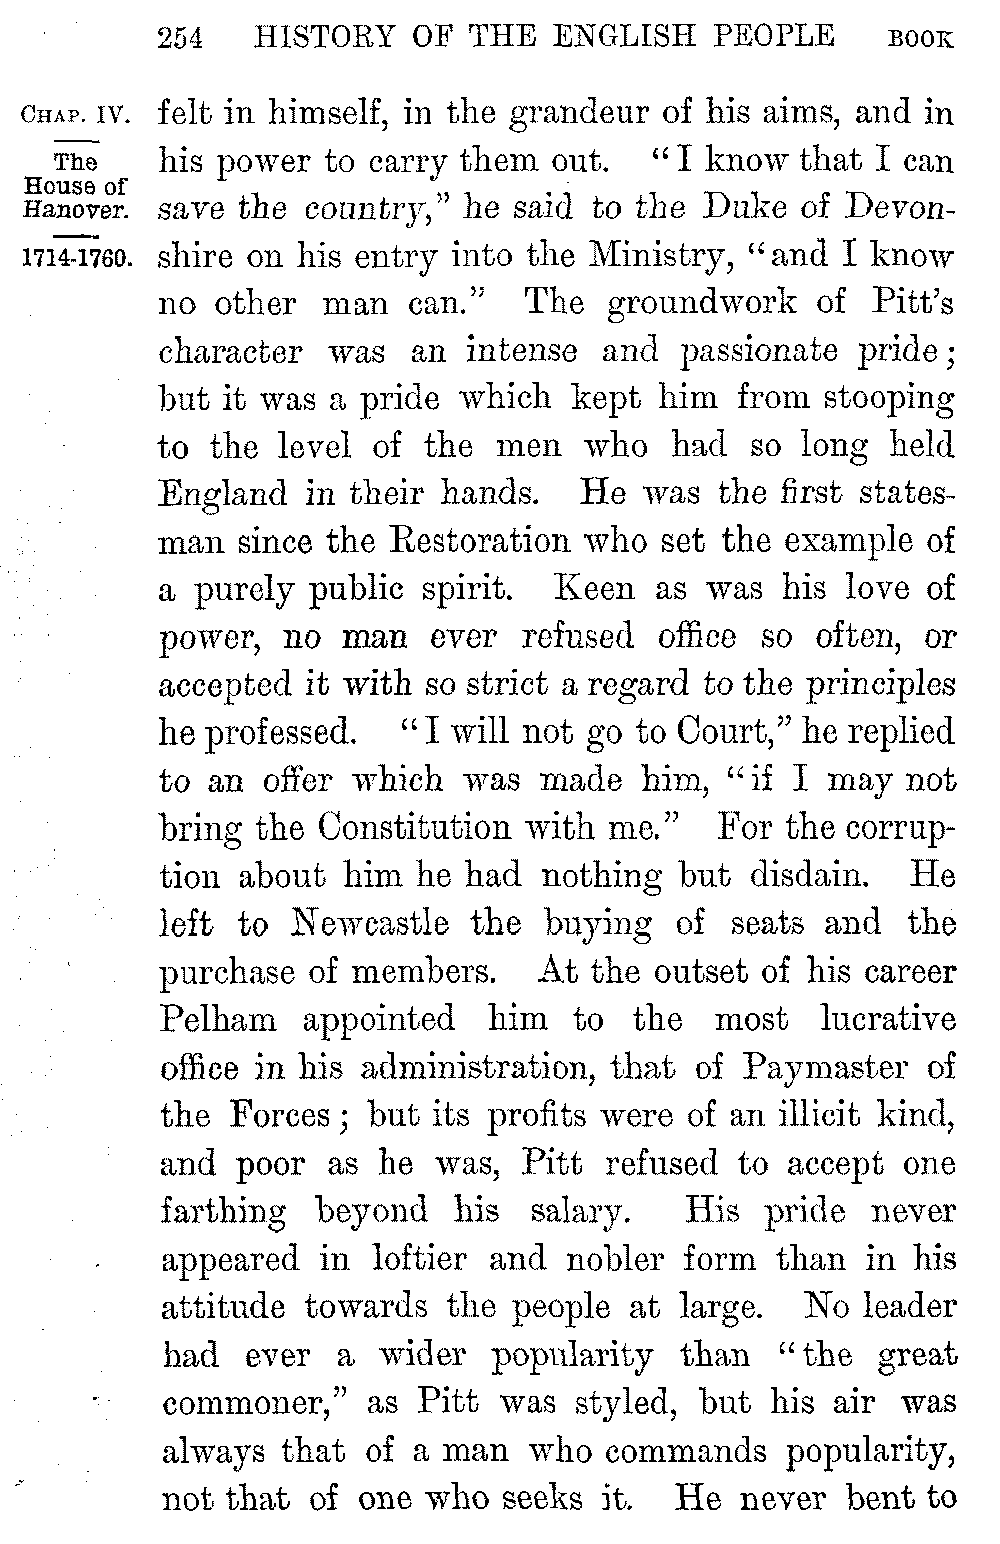 254 HISTORY OF THE ENGLISH PEOPLE BOOK
CHAP. IV.
The
House of
Hanover.
1714-1760.
felt in himself, in the grandeur of his aims, and in
his power to carry them out. “I know that I can
save the country,” he said to the Duke of Devon-
shire on his entry into the Ministry, “and I know
no other man can.” The groundwork of Pitt’s
character was an intense and passionate pride;
but it was a pride which kept him from stooping
to the level of the men who had so long held
England in their hands. He was the first states-
man since the Restoration who set the example of
a purely public spirit. Keen as was his love of
power, no man ever refused office so often, or
accepted it with so strict a regard to the principles
he professed. “I will not go to Court,” he replied
to an offer which was made him, “if I may not
bring the Constitution with me.” For the corrup-
tion about him he had nothing but disdain. He
left to Newcastle the buying of seats and the
purchase of members. At the outset of his career
Pelham appointed him to the most lucrative
office in his administration, that of Paymaster of
the Forces; but its profits were of an illicit kind,
and poor as he was, Pitt refused to accept one
farthing beyond his salary. His pride never
appeared in loftier and nobler form than in his
attitude towards the people at large. No leader
had ever a wider popularity than “the great
commoner,” as Pitt was styled, but his air was
always that of a man who commands popularity,
not that of one who seeks it. He never bent to